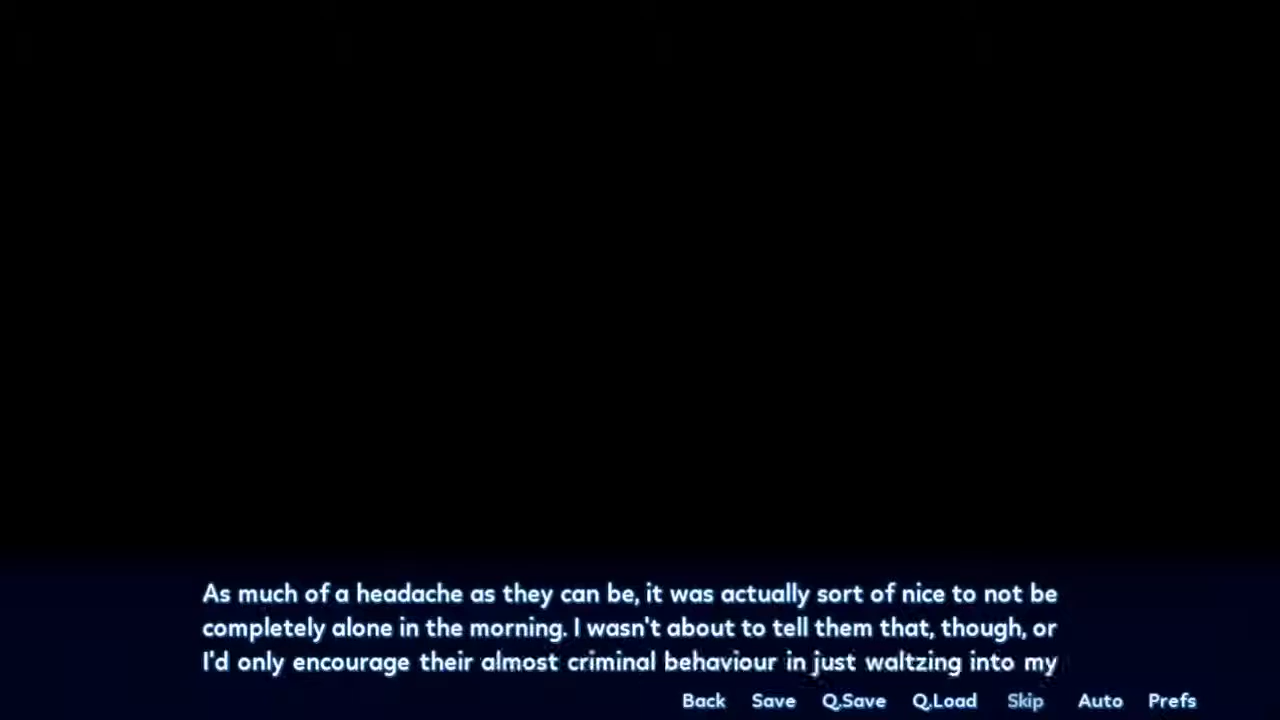 As much of a headache as they can be, it was actually sort of nice to not be
completely alone in the morning. I wasn't about to tell them that, though, or
I'd only encourage their almost criminal behaviour in just waltzing into my
Back Save Q.Save Q.Load Skip Auto Prefs